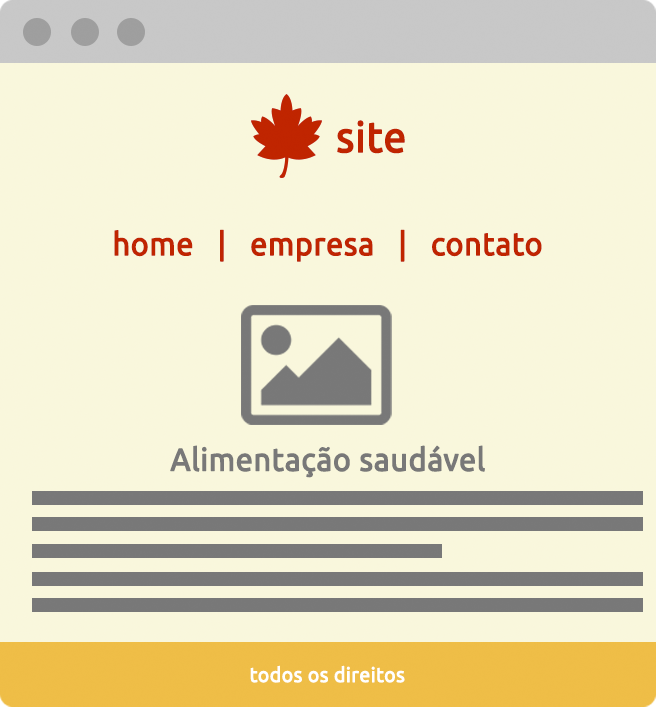 site
home | empresa | contato
Alimentação saudável
todos os direitos